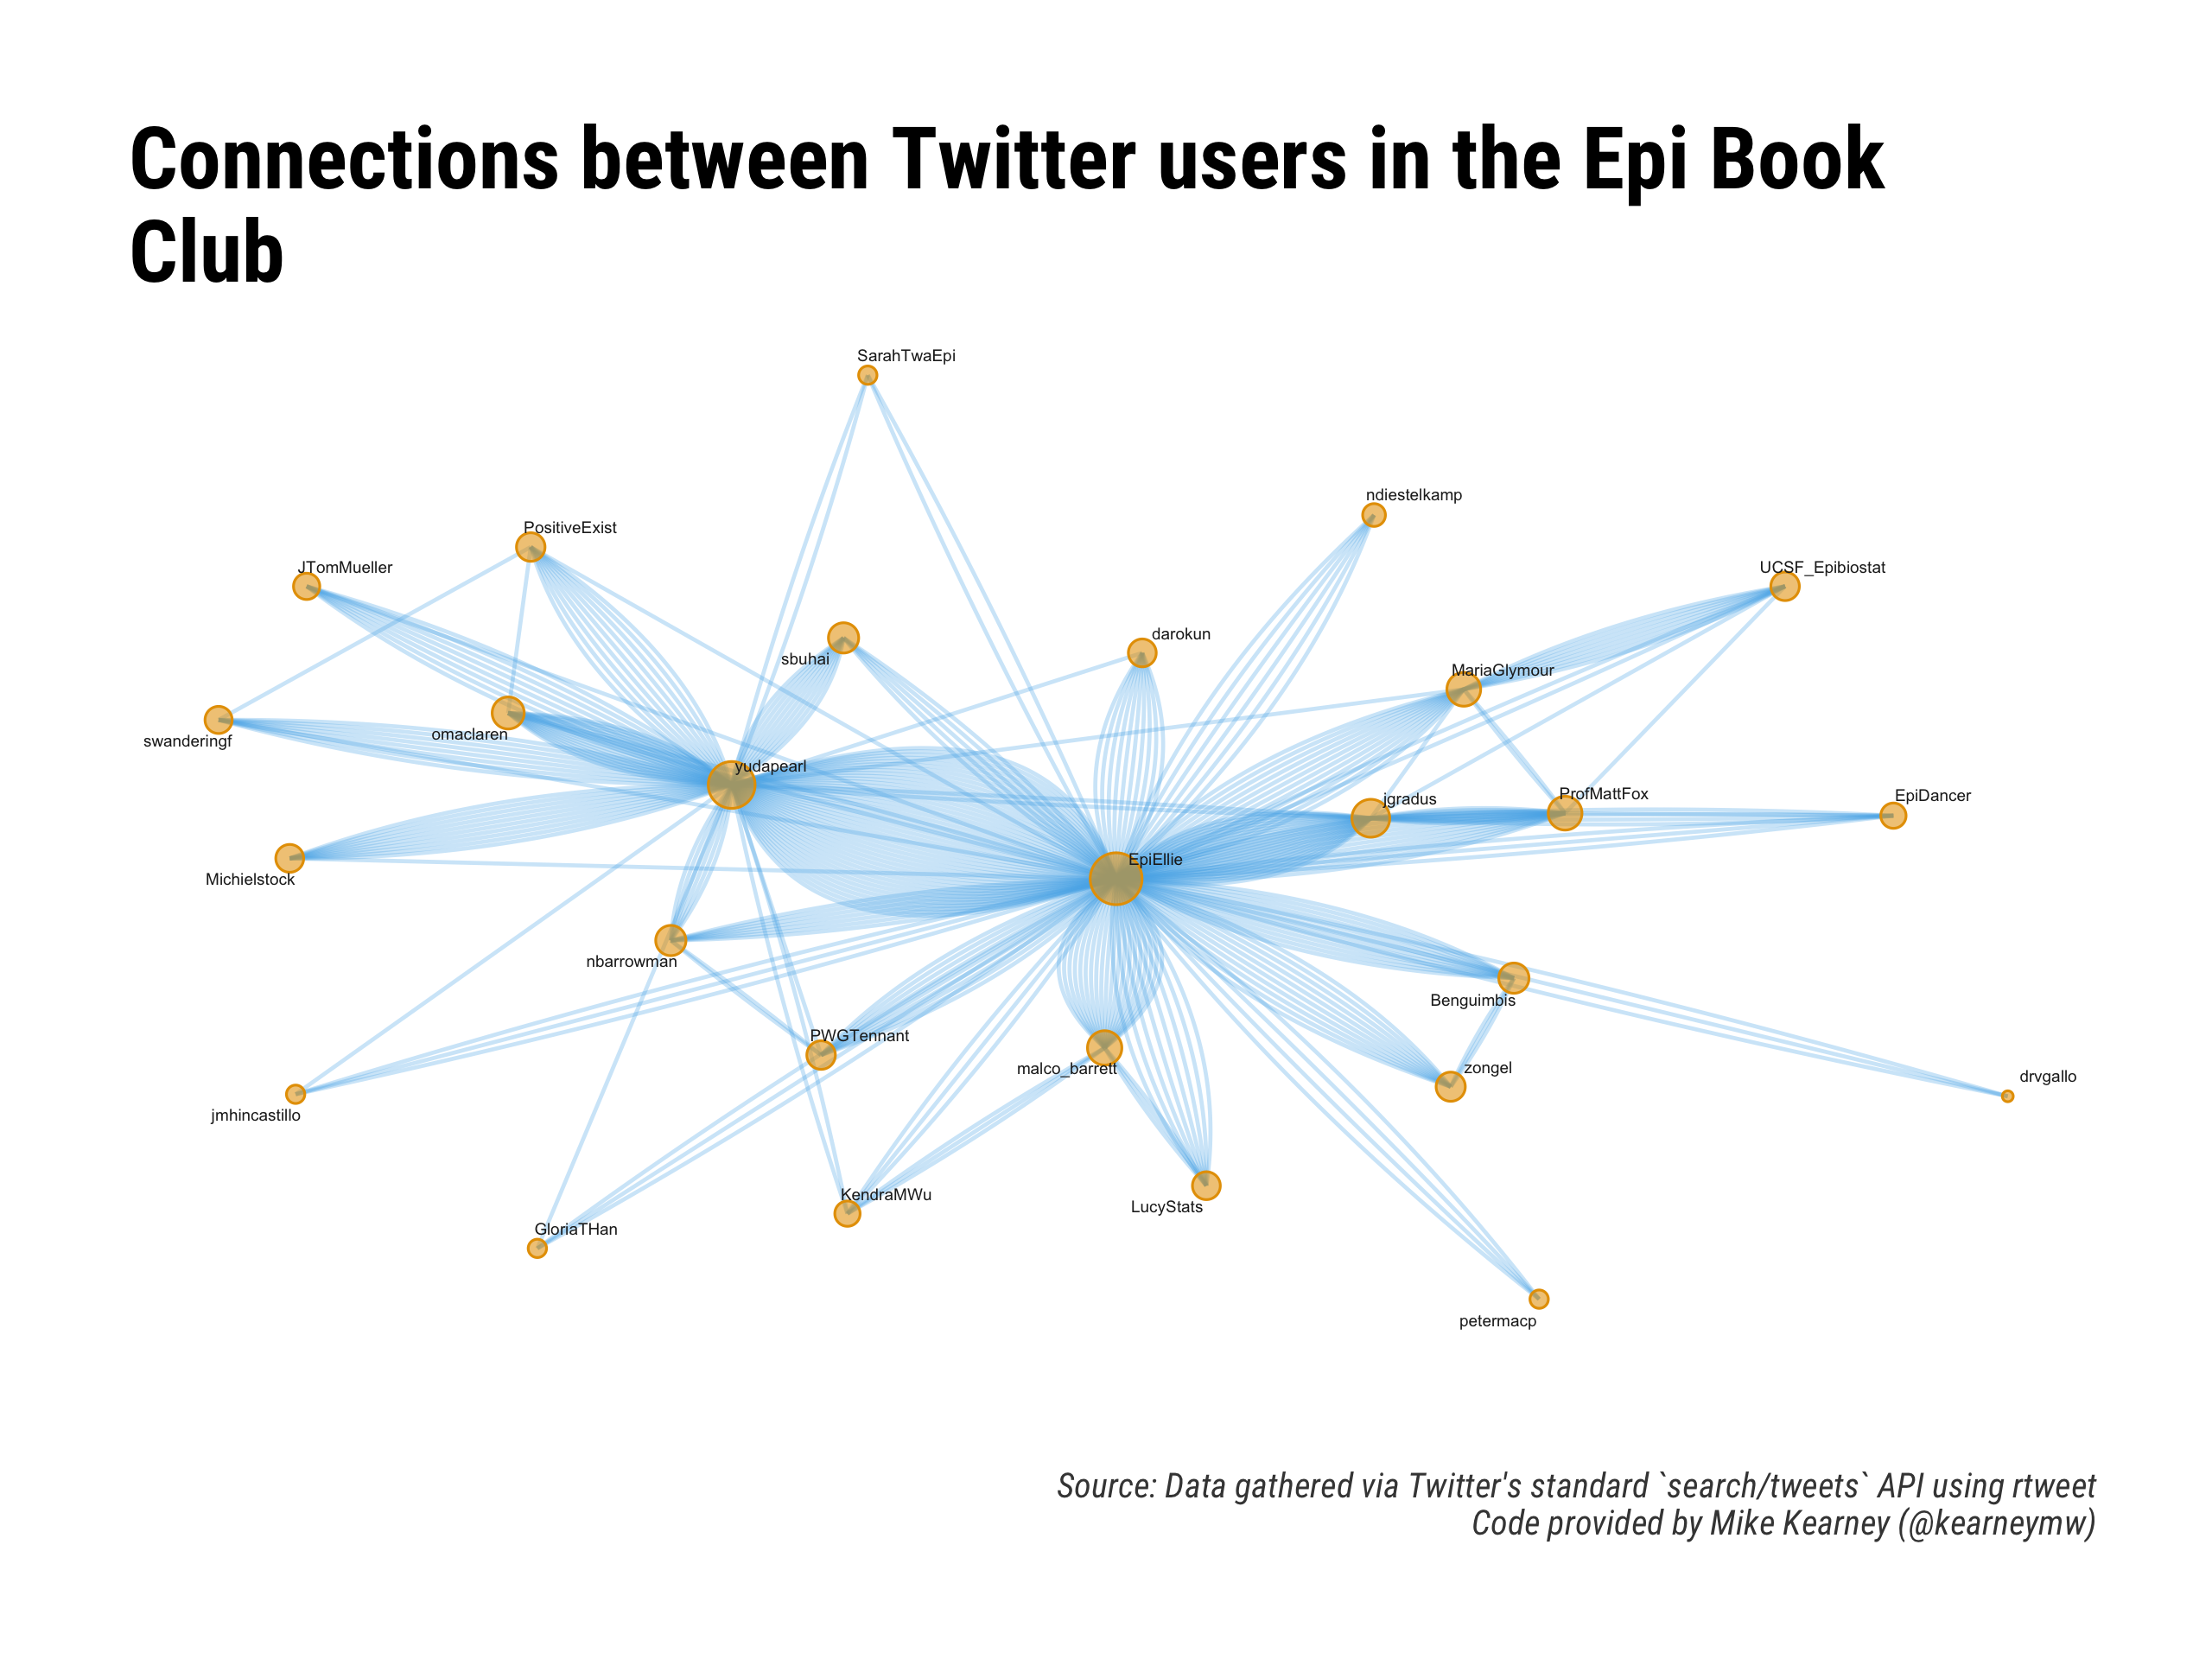 Connections between Twitter users in the Epi Book
Club
SarahTwaEpi
ndiestelkamp
PositiveExist
JTomMueller
UCSF_Epibiostat
darokun
sbuhai
MariaGlymour
omaclaren
swanderingf
yudapearl
ProfMattFox
EpiDancer
jgradus
EpiEllie
Michielstock
nbarrowman
Benguimbis
PWGTennant
malco_barrett
zongel
drvgallo
jmhincastillo
KendraMWu
LucyStats
GloriaTHan
petermacp
Source: Data gathered via Twitter's standard `search/tweets` API using rtweet
Code provided by Mike Kearney (@kearneymw)